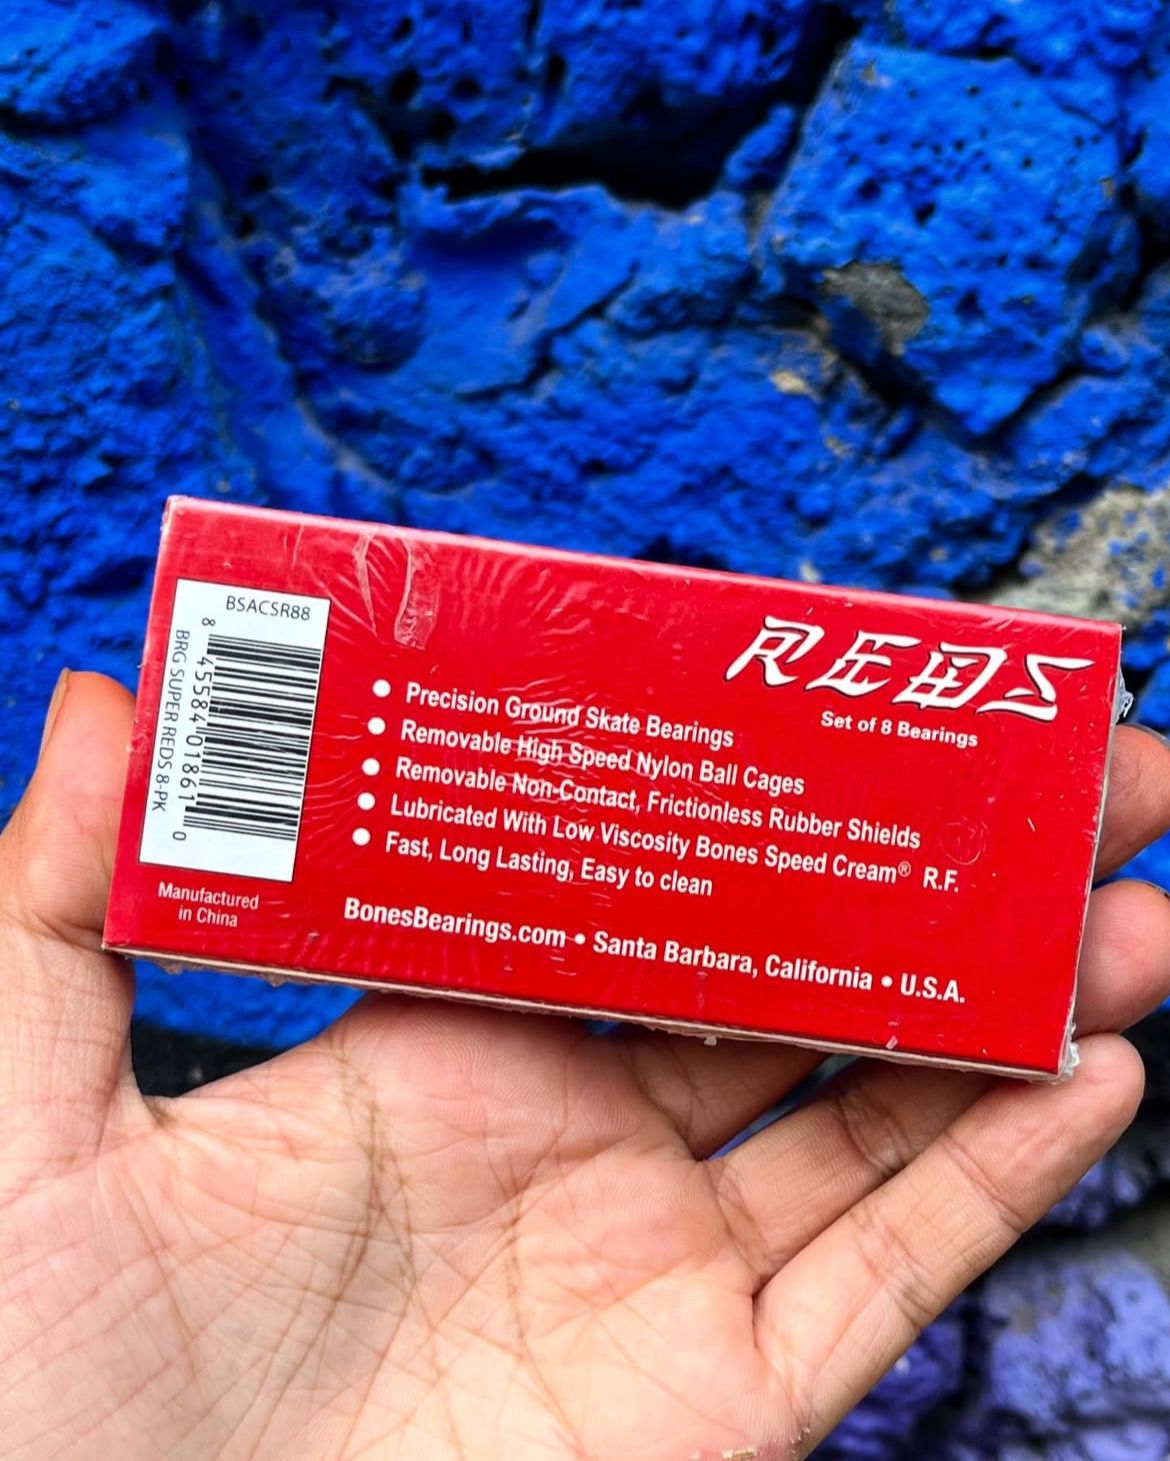 BSACSR88
8 45584 01861 0
BRG SUPER REDS 8-PK
Manufactured
in China
REDS
Set of 8 Bearings
Precision Ground Skate Bearings
Removable High Speed Nylon Ball Cages
Removable Non-Contact, Frictionless Rubber Shields
Lubricated With Low Viscosity Bones Speed Cream® R.F.
Fast, Long Lasting, Easy to clean
BonesBearings.com • Santa Barbara, California • U.S.A.